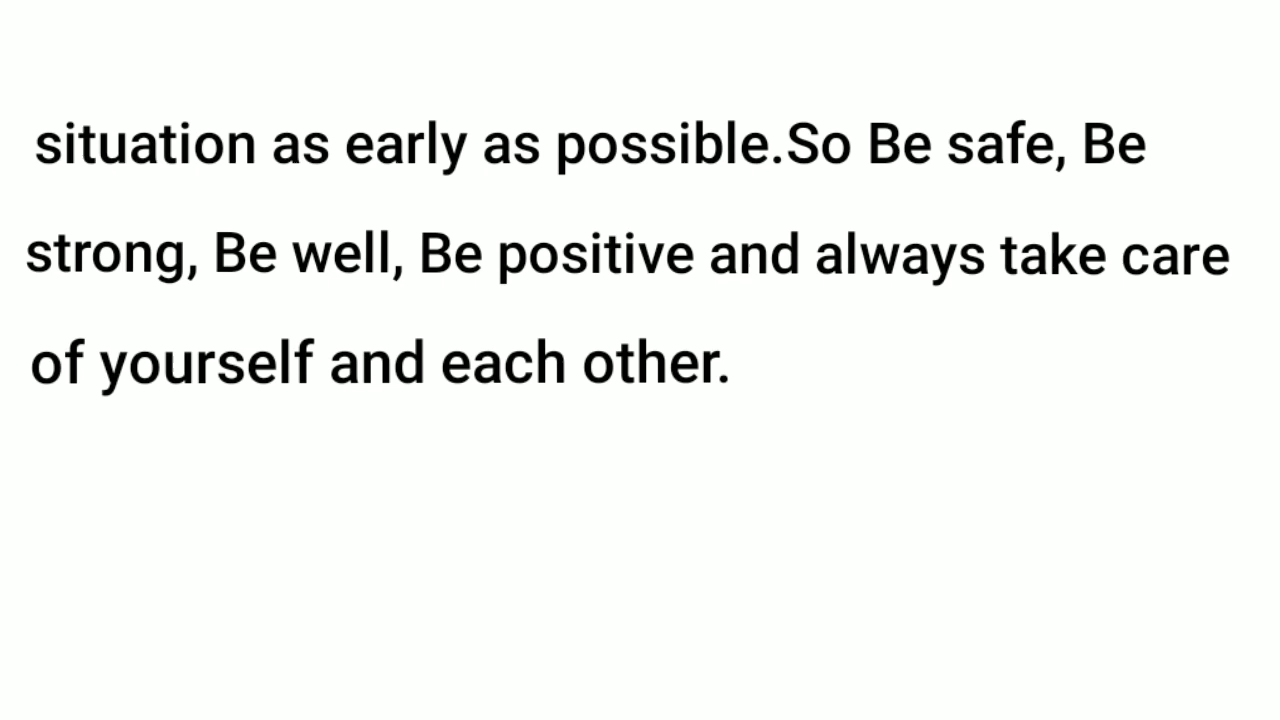 situation as early as possible.So Be safe, Be
strong, Be well, Be positive and always take care
of yourself and each other.